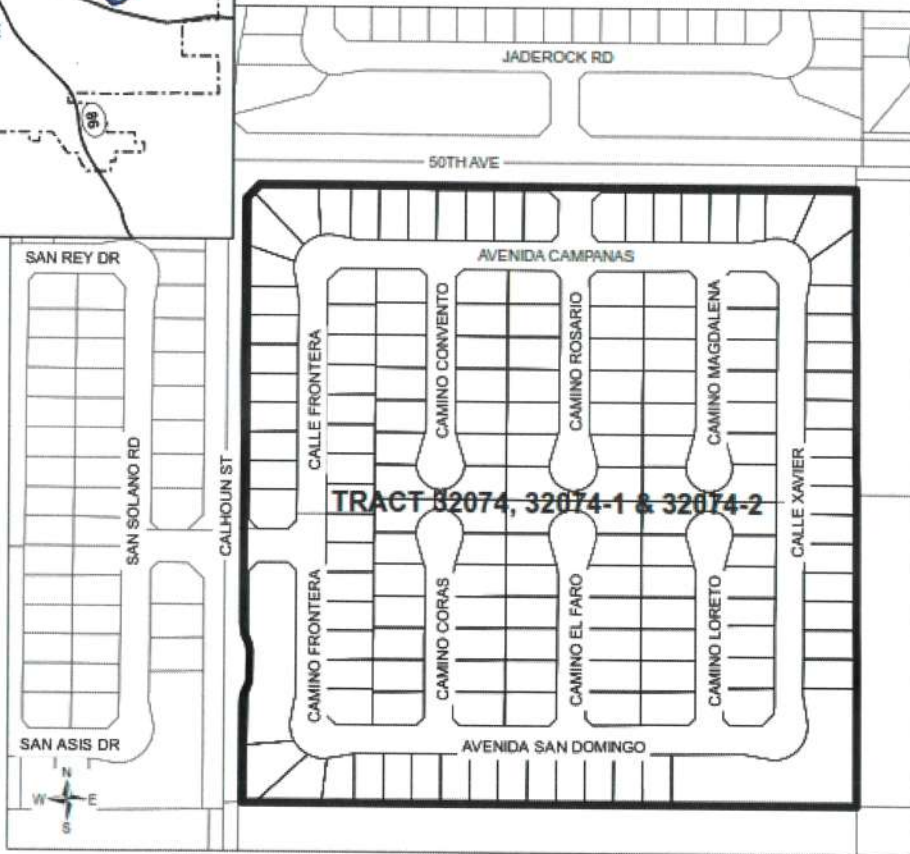 JADEROCK RD
86
50TH AVE
SAN REY DR
AVENIDA CAMPANAS
CALLE FRONTERA
CAMINO CONVENTO
CAMINO ROSARIO
CAMINO MAGDALENA
SAN SOLANO RD
CALHOUN ST
CALLE XAVIER
TRACT 32074, 32074-1 & 32074-2
CAMINO FRONTERA
CAMINO CORAS
CAMINO EL FARO
CAMINO LORETO
SAN ASIS DR
AVENIDA SAN DOMINGO
N
W E
S